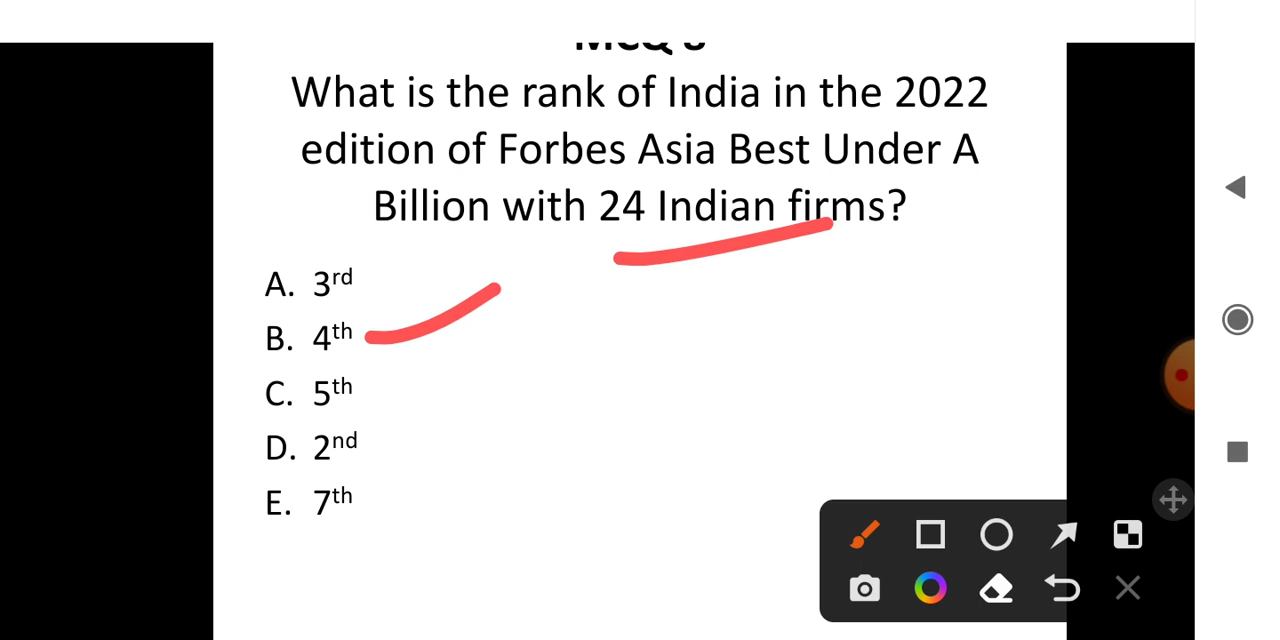 What is the rank of India in the 2022
edition of Forbes Asia Best Under A
Billion with 24 Indian firms?
A. 3rd
B. 4th
C. 5th
D. 2nd
E. 7th